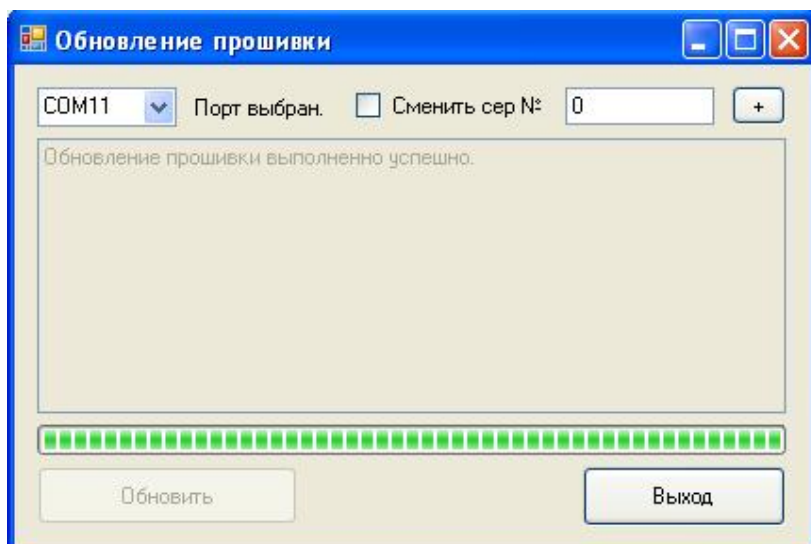 Обновление прошивки
COM11 Порт выбран. Сменить сер № 0 +
Обновление прошивки выполненно успешно.
Обновить Выход